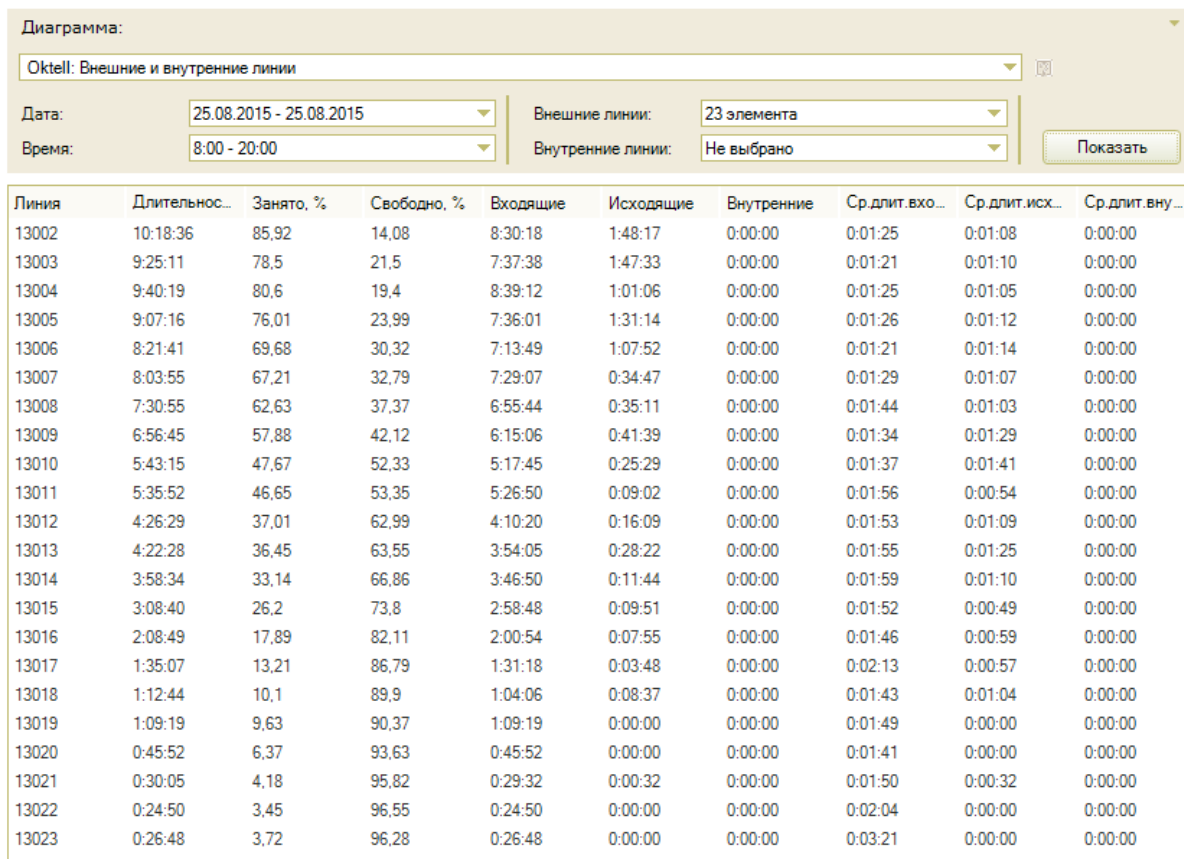 Диаграмма:
Oktell: Внешние и внутренние линии
Дата: 25.08.2015 - 25.08.2015 Внешние линии: 23 элемента
Время: 8:00 - 20:00 Внутренние линии: Не выбрано Показать
Линия Длительнос... Занято, % Свободно, % Входящие Исходящие Внутренние Ср.длит.вхо... Ср.длит.исх... Ср.длит.вну...
13002 10:18:36 85,92 14,08 8:30:18 1:48:17 0:00:00 0:01:25 0:01:08 0:00:00
13003 9:25:11 78,5 21,5 7:37:38 1:47:33 0:00:00 0:01:21 0:01:10 0:00:00
13004 9:40:19 80,6 19,4 8:39:12 1:01:06 0:00:00 0:01:25 0:01:05 0:00:00
13005 9:07:16 76,01 23,99 7:36:01 1:31:14 0:00:00 0:01:26 0:01:12 0:00:00
13006 8:21:41 69,68 30,32 7:13:49 1:07:52 0:00:00 0:01:21 0:01:14 0:00:00
13007 8:03:55 67,21 32,79 7:29:07 0:34:47 0:00:00 0:01:29 0:01:07 0:00:00
13008 7:30:55 62,63 37,37 6:55:44 0:35:11 0:00:00 0:01:44 0:01:03 0:00:00
13009 6:56:45 57,88 42,12 6:15:06 0:41:39 0:00:00 0:01:34 0:01:29 0:00:00
13010 5:43:15 47,67 52,33 5:17:45 0:25:29 0:00:00 0:01:37 0:01:41 0:00:00
13011 5:35:52 46,65 53,35 5:26:50 0:09:02 0:00:00 0:01:56 0:00:54 0:00:00
13012 4:26:29 37,01 62,99 4:10:20 0:16:09 0:00:00 0:01:53 0:01:09 0:00:00
13013 4:22:28 36,45 63,55 3:54:05 0:28:22 0:00:00 0:01:55 0:01:25 0:00:00
13014 3:58:34 33,14 66,86 3:46:50 0:11:44 0:00:00 0:01:59 0:01:10 0:00:00
13015 3:08:40 26,2 73,8 2:58:48 0:09:51 0:00:00 0:01:52 0:00:49 0:00:00
13016 2:08:49 17,89 82,11 2:00:54 0:07:55 0:00:00 0:01:46 0:00:59 0:00:00
13017 1:35:07 13,21 86,79 1:31:18 0:03:48 0:00:00 0:02:13 0:00:57 0:00:00
13018 1:12:44 10,1 89,9 1:04:06 0:08:37 0:00:00 0:01:43 0:01:04 0:00:00
13019 1:09:19 9,63 90,37 1:09:19 0:00:00 0:00:00 0:01:49 0:00:00 0:00:00
13020 0:45:52 6,37 93,63 0:45:52 0:00:00 0:00:00 0:01:41 0:00:00 0:00:00
13021 0:30:05 4,18 95,82 0:29:32 0:00:32 0:00:00 0:01:50 0:00:32 0:00:00
13022 0:24:50 3,45 96,55 0:24:50 0:00:00 0:00:00 0:02:04 0:00:00 0:00:00
13023 0:26:48 3,72 96,28 0:26:48 0:00:00 0:00:00 0:03:21 0:00:00 0:00:00